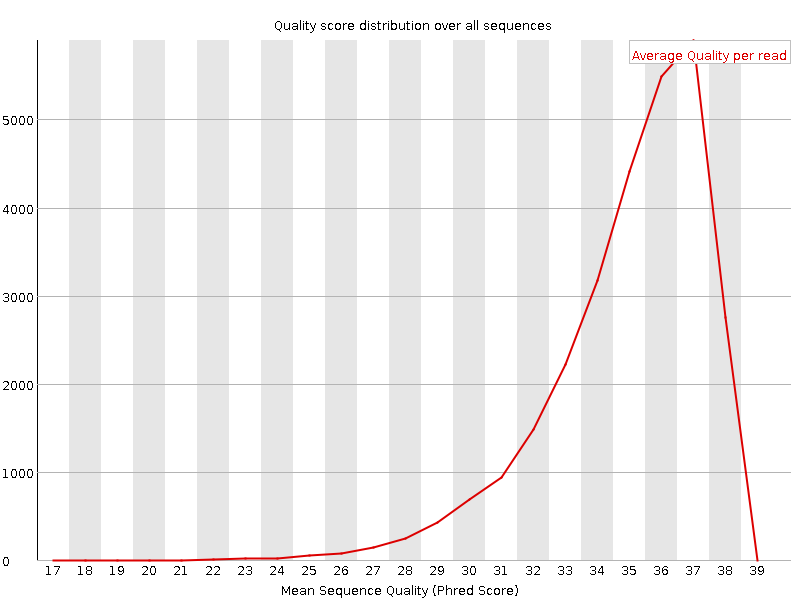 Quality score distribution over all sequences
Average Quality per read
5000
4000
3000
2000
1000
0
17 18 19 20 21 22 23 24 25 26 27 28 29 30 31 32 33 34 35 36 37 38 39
Mean Sequence Quality (Phred Score)